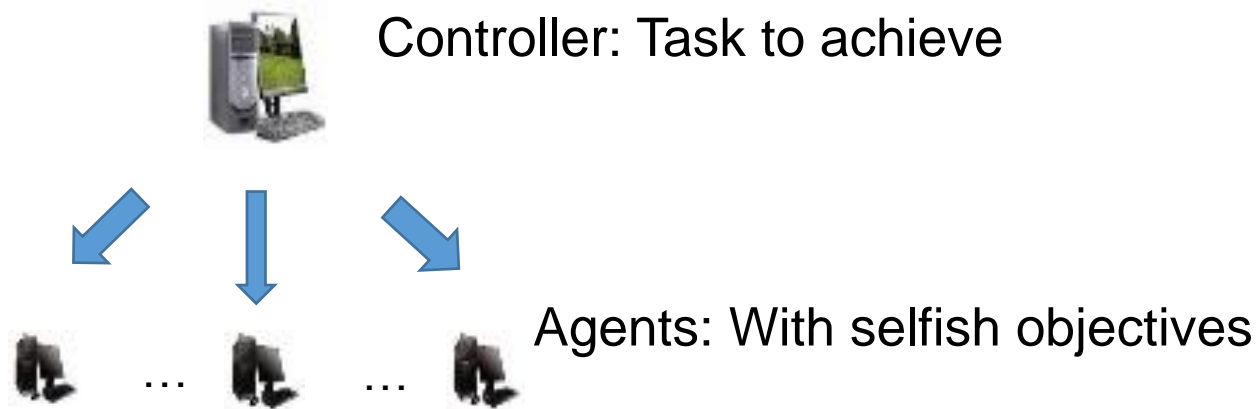 Controller: Task to achieve
Agents: With selfish objectives
... ...